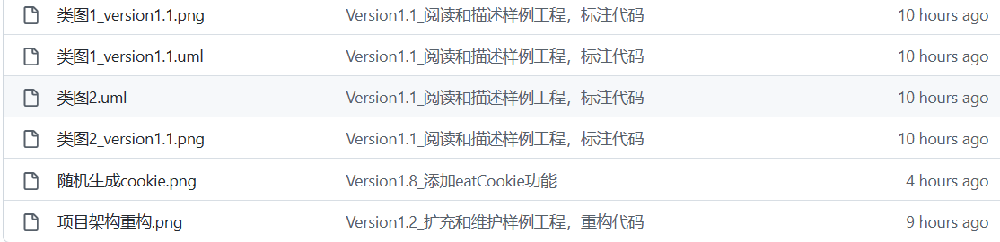 类图1_version1.1.png Version1.1_阅读和描述样例工程，标注代码 10 hours ago
类图1_version1.1.uml Version1.1_阅读和描述样例工程，标注代码 10 hours ago
类图2.uml Version1.1_阅读和描述样例工程，标注代码 10 hours ago
类图2_version1.1.png Version1.1_阅读和描述样例工程，标注代码 10 hours ago
随机生成cookie.png Version1.8_添加eatCookie功能 4 hours ago
项目架构重构.png Version1.2_扩充和维护样例工程，重构代码 9 hours ago